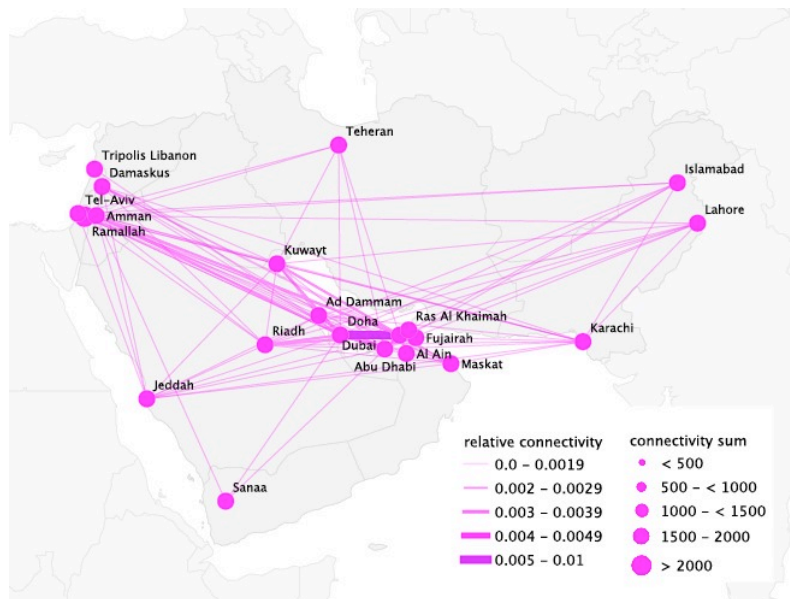 Teheran
Tripolis Libanon
Damaskus
Islamabad
Tel-Aviv
Lahore
Amman
Ramallah
Kuwayt
Ad Dammam
Doha
Ras Al Khaimah
Riadh
Karachi
Dubai
Fujairah
Al Ain
Abu Dhabi
Maskat
Jeddah
Sanaa
relative connectivity
0.0 - 0.0019
0.002 - 0.0029
0.003 - 0.0039
0.004 - 0.0049
0.005 - 0.01
connectivity sum
< 500
500 - < 1000
1000 - < 1500
1500 - 2000
> 2000